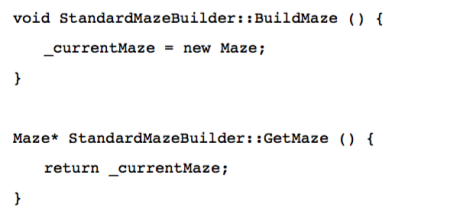 void StandardMazeBuilder::BuildMaze () {
    _currentMaze = new Maze;
}

Maze* StandardMazeBuilder::GetMaze () {
    return _currentMaze;
}